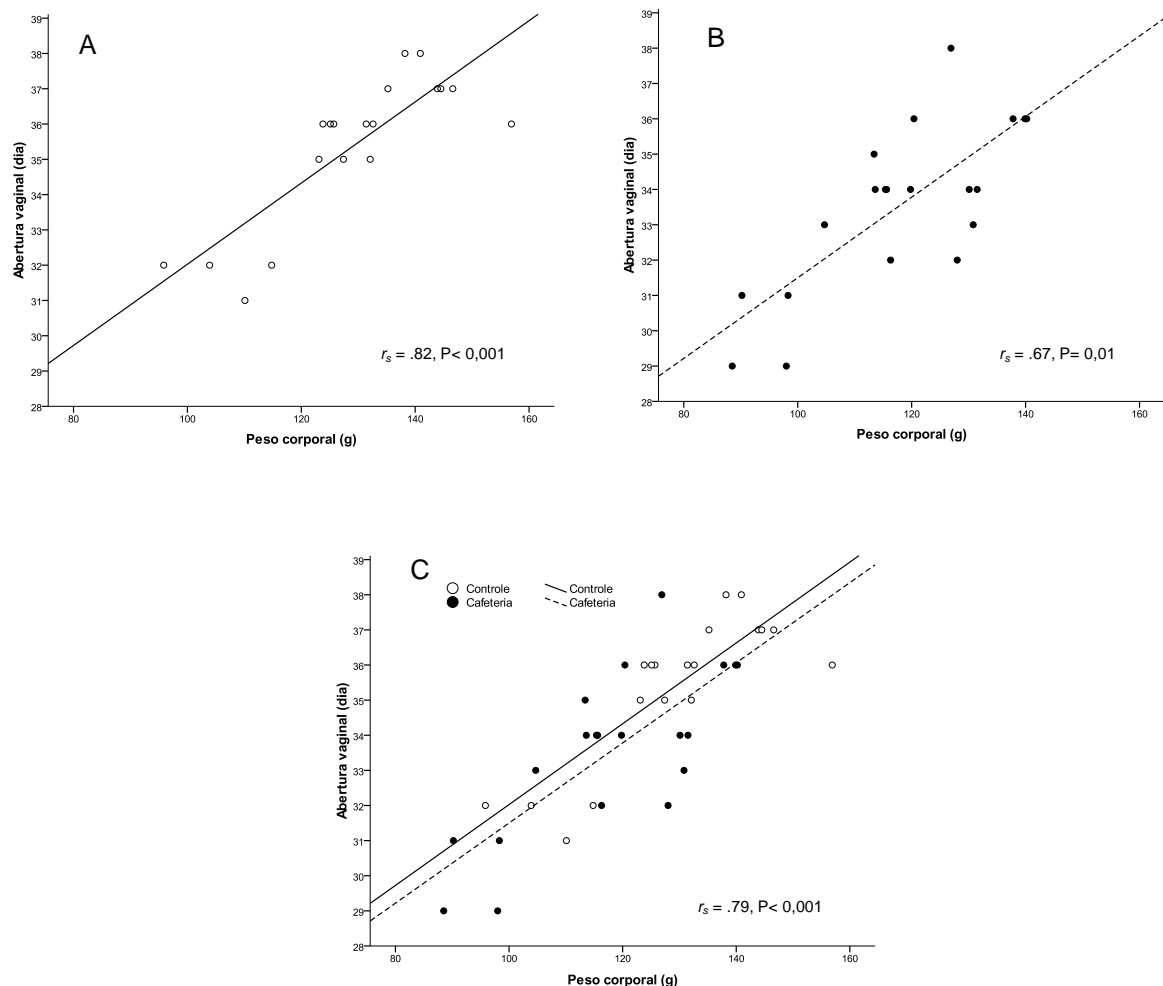 A
39
38
37
36
35
34
33
32
31
30
29
28
Abertura vaginal (dia)
80 100 120 140 160
Peso corporal (g)
rs = .82, P< 0,001
B
39
38
37
36
35
34
33
32
31
30
29
28
Abertura vaginal (dia)
80 100 120 140 160
Peso corporal (g)
rs = .67, P= 0,01
C
Controle Controle
Cafeteria Cafeteria
39
38
37
36
35
34
33
32
31
30
29
28
Abertura vaginal (dia)
80 100 120 140 160
Peso corporal (g)
rs = .79, P< 0,001